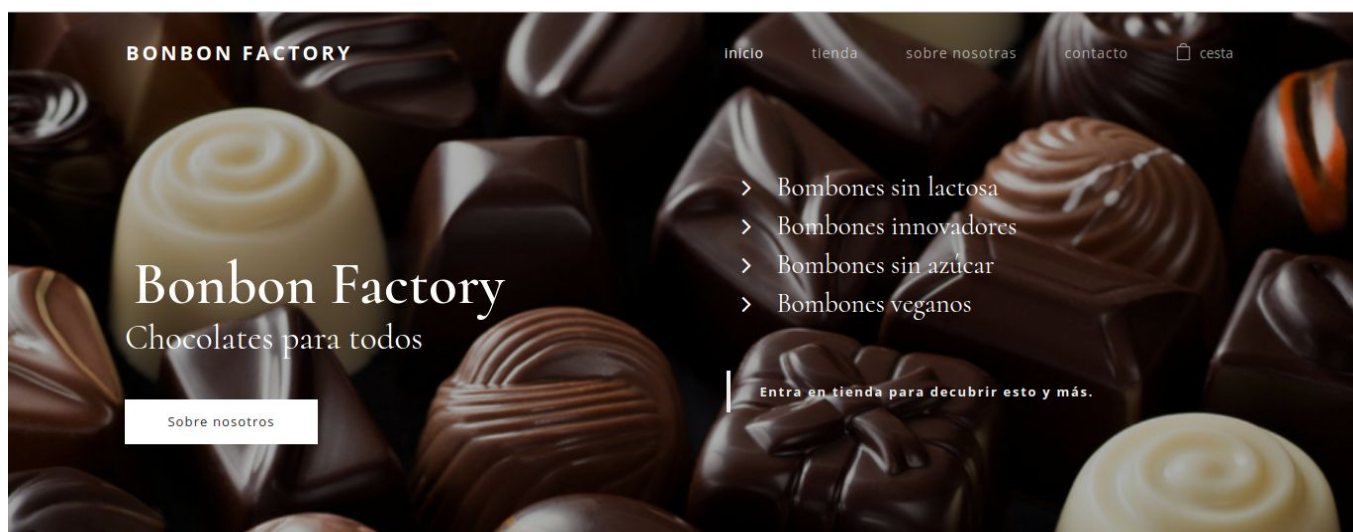 BONBON FACTORY
inicio
tienda
sobre nosotras
contacto
cesta
Bonbon Factory
Chocolates para todos
Sobre nosotros
Bombones sin lactosa
Bombones innovadores
Bombones sin azúcar
Bombones veganos
Entra en tienda para decubrir esto y más.